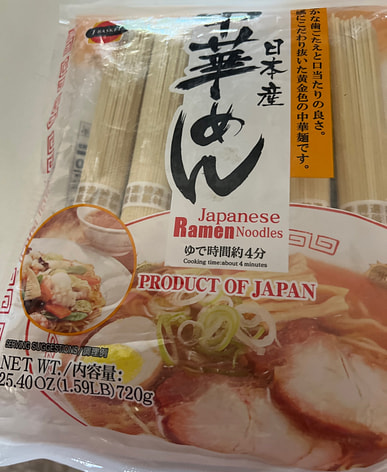 中華めん
日本産
かな歯ごたえと口当たりの良さ。
感にこだわり抜いた黄金色の中華麺です。
Japanese
Ramen Noodles
ゆで時間約4分
Cooking time:about 4 minutes
PRODUCT OF JAPAN
SERVING SUGGESTIONS/調理例
NET WT./内容量:
25.40 OZ (1.59LB) 720g